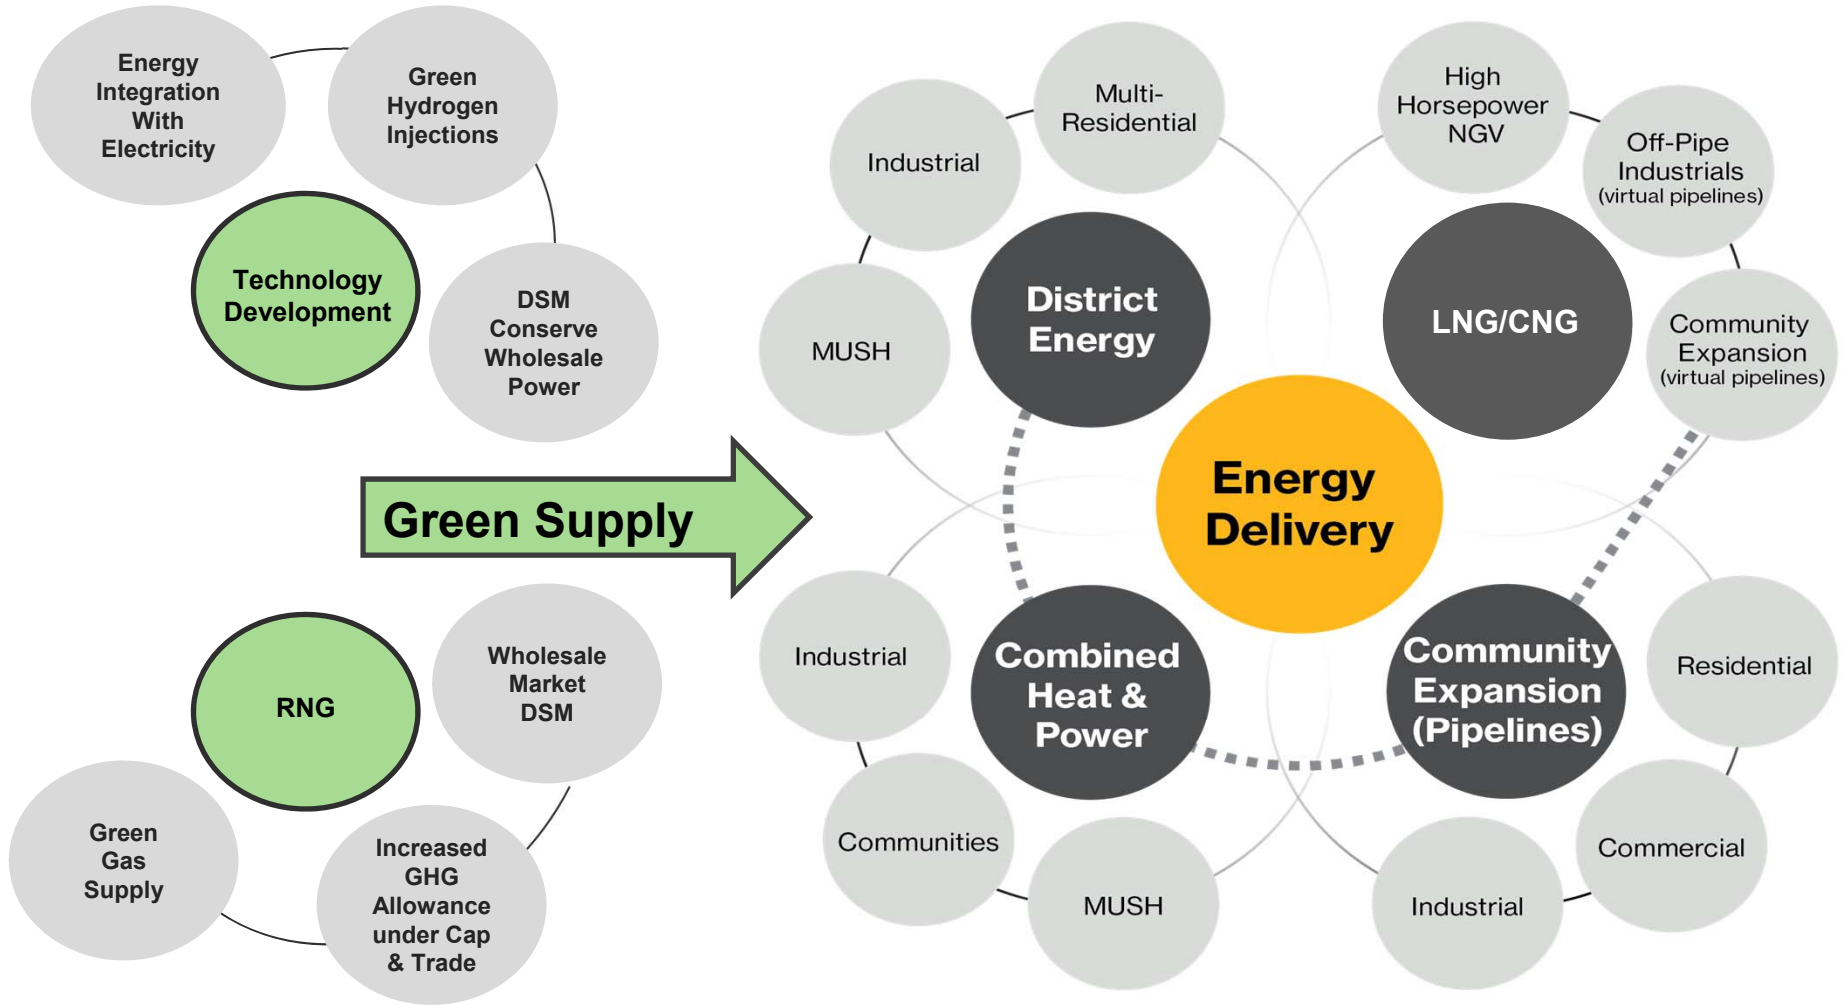 Energy
Integration
With
Electricity
Green
Hydrogen
Injections
Technology
Development
DSM
Conserve
Wholesale
Power
Green Supply
RNG
Wholesale
Market
DSM
Green
Gas
Supply
Increased
GHG
Allowance
under Cap
& Trade
Multi-
Residential
Industrial
MUSH
District
Energy
High
Horsepower
NGV
Off-Pipe
Industrials
(virtual pipelines)
LNG/CNG
Community
Expansion
(virtual pipelines)
Energy
Delivery
Industrial
Combined
Heat &
Power
Communities
MUSH
Community
Expansion
(Pipelines)
Residential
Commercial
Industrial